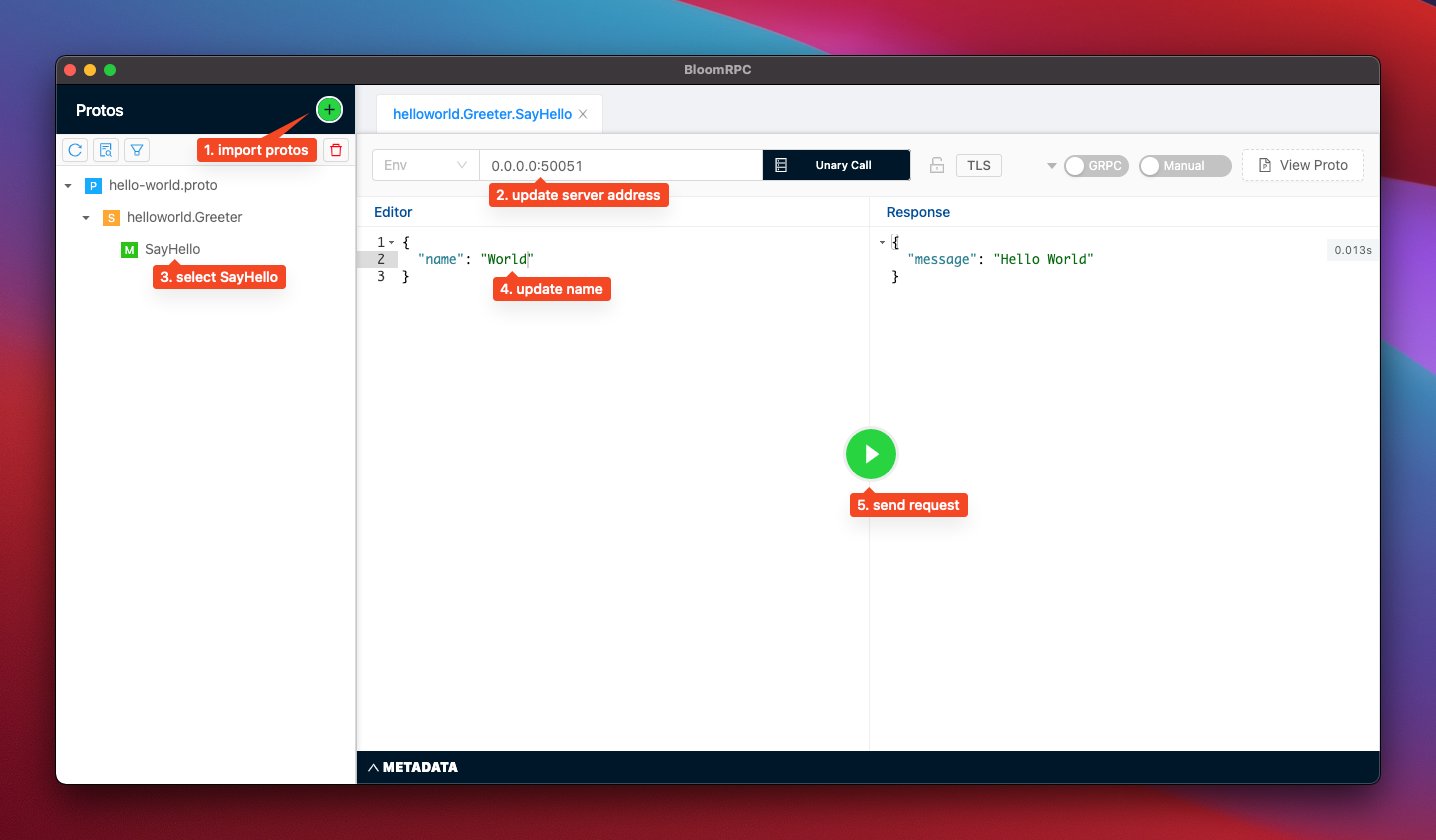 BloomRPC
Protos
helloworld.Greeter.SayHello
1. import protos
Env
0.0.0.0:50051
Unary Call
TLS
GRPC
Manual
View Proto
2. update server address
hello-world.proto
helloworld.Greeter
SayHello
3. select SayHello
Editor
1 {
2 "name": "World"
3 }
4. update name
Response
{
"message": "Hello World"
}
0.013s
5. send request
METADATA
P
S
M